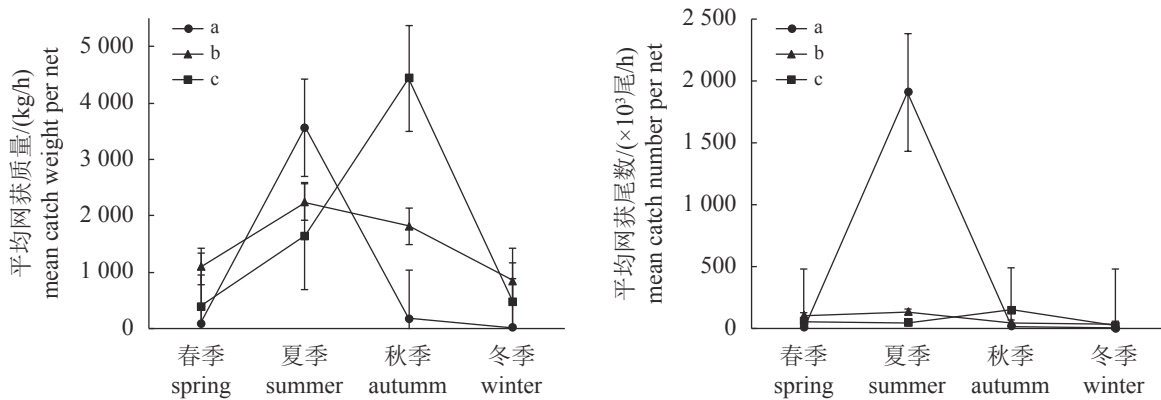 平均网获质量/(kg/h)
mean catch weight per net
5 000
4 000
3 000
2 000
1 000
0
a
b
c
春季
夏季
秋季
冬季
spring
summer
autumm
winter
平均网获尾数/(×10³尾/h)
mean catch number per net
2 500
2 000
1 500
1 000
500
0
a
b
c
春季
夏季
秋季
冬季
spring
summer
autumm
winter